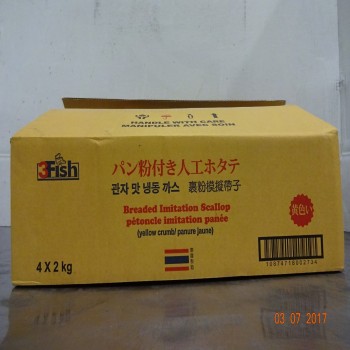 HANDLE WITH CARE
MANIPULER AVEC SOIN
3Fish
パン粉付き人工ホタテ
관자 맛 냉동 까스 裹粉模擬帶子
黄色い
Breaded Imitation Scallop
pétoncle imitation panée
(yellow crumb/ panure jaune)
4 X 2 kg
03 07 2017